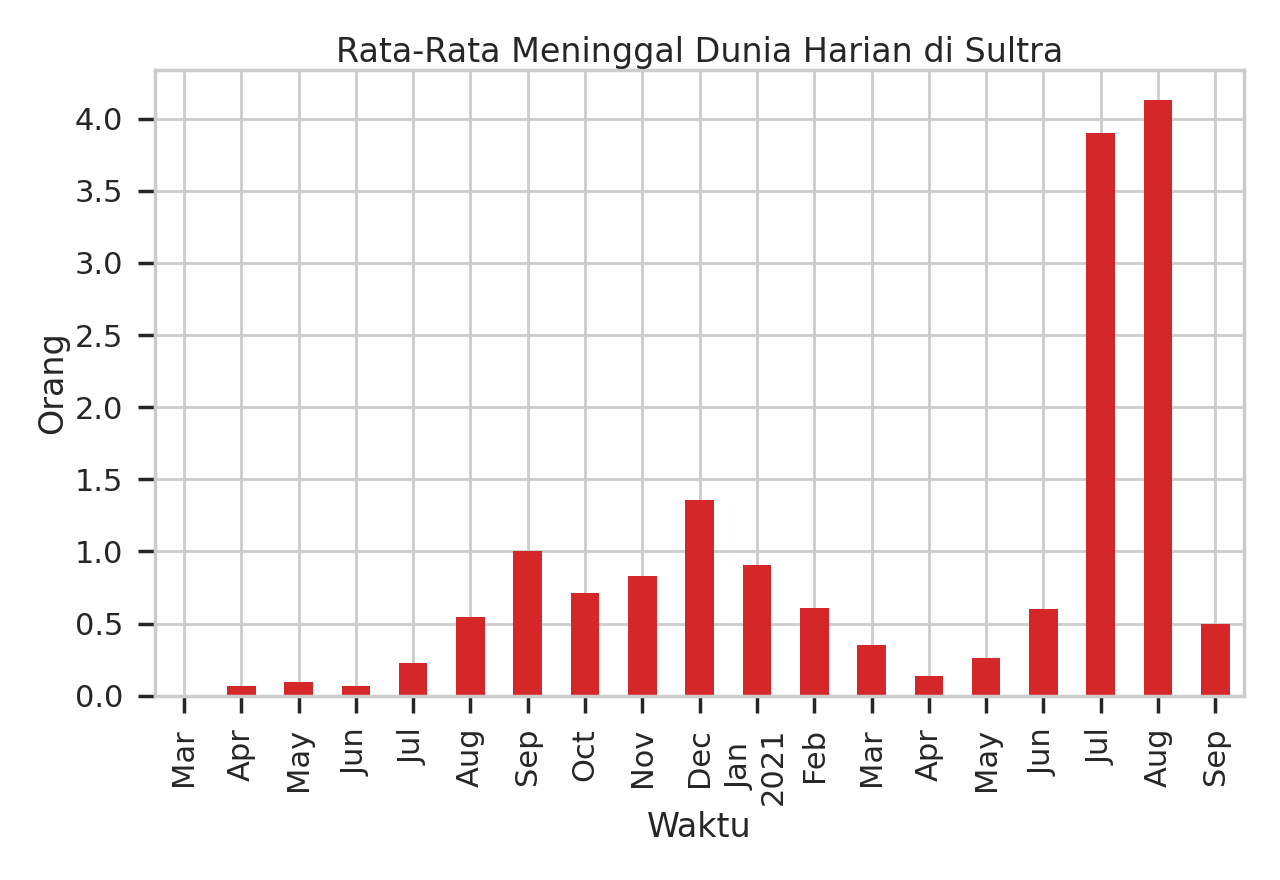 Rata-Rata Meninggal Dunia Harian di Sultra
Orang
4.0
3.5
3.0
2.5
2.0
1.5
1.0
0.5
0.0
Mar
Apr
May
Jun
Jul
Aug
Sep
Oct
Nov
Dec
Jan
2021
Feb
Mar
Apr
May
Jun
Jul
Aug
Sep
Waktu